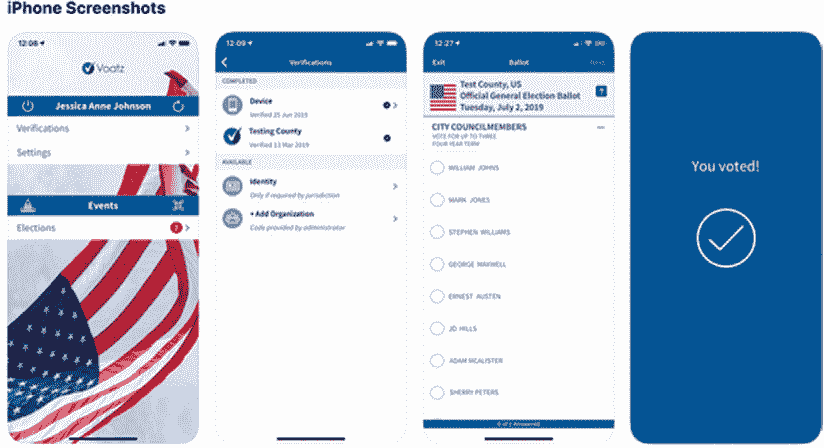 iPhone Screenshots
12:08
Voatz
Jessica Anne Johnson
Verifications
Settings
Events
Elections
12:09
Verifications
COMPLETED
Device
Verified 25 Jun 2019
Testing County
Verified 13 Mar 2019
AVAILABLE
Identity
Only if required by jurisdiction
+ Add Organization
Code provided by administrator
12:27
Exit Ballot Next
Test County, US
Official General Election Ballot
Tuesday, July 2, 2019
CITY COUNCILMEMBERS
VOTE FOR UP TO THREE
FOUR YEAR TERM
WILLIAM JOHNS
MARK JONES
STEPHEN WILLIAMS
GEORGE MAXWELL
ERNEST AUSTEN
JD HILLS
ADAM MCALISTER
SHERRY PETERS
Answered
You voted!